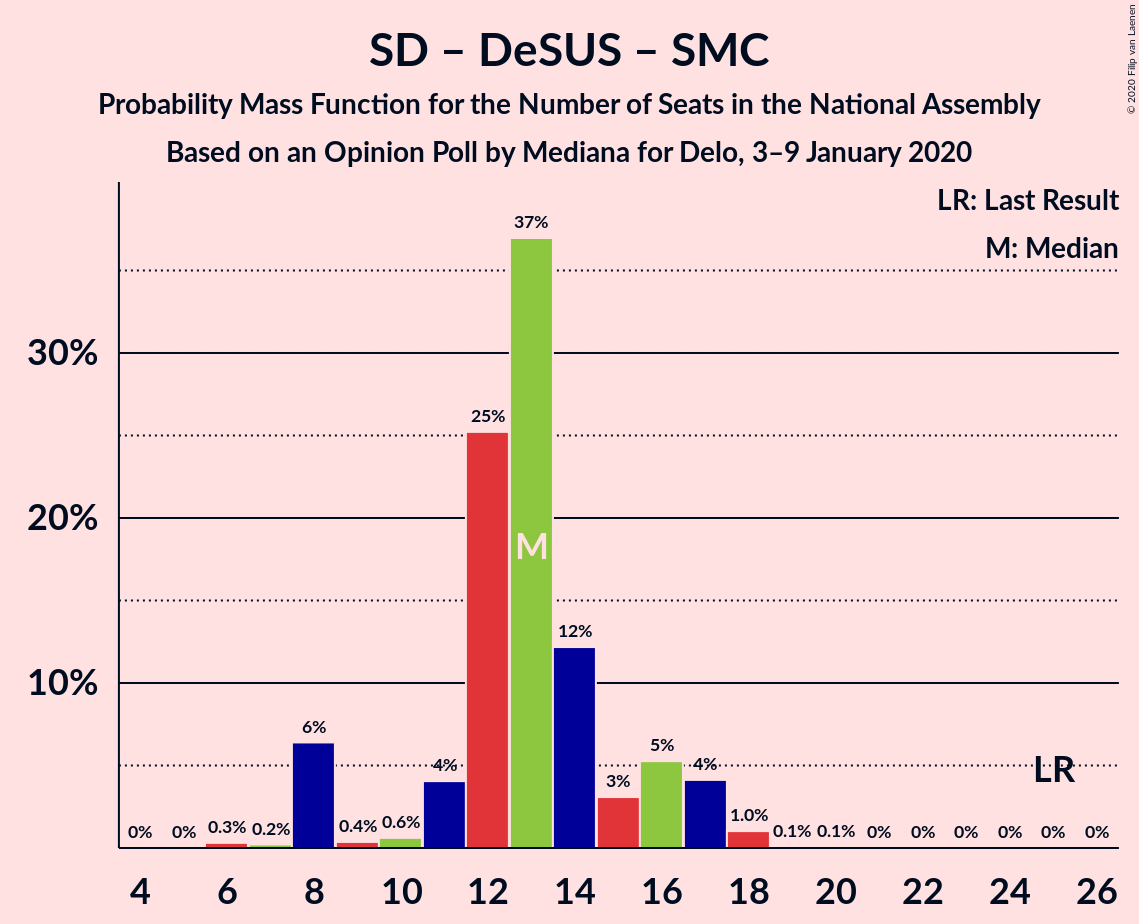 SD – DeSUS – SMC
Probability Mass Function for the Number of Seats in the National Assembly
Based on an Opinion Poll by Mediana for Delo, 3–9 January 2020
© 2020 Filip van Laenen
LR: Last Result
M: Median
37%
30%
25%
20%
M
12%
10%
6%
5%
4%
4%
LR
3%
1.0%
0% 0% 0.3% 0.2% 0.4% 0.6% 0.1% 0.1% 0% 0% 0% 0% 0% 0%
4 6 8 10 12 14 16 18 20 22 24 26